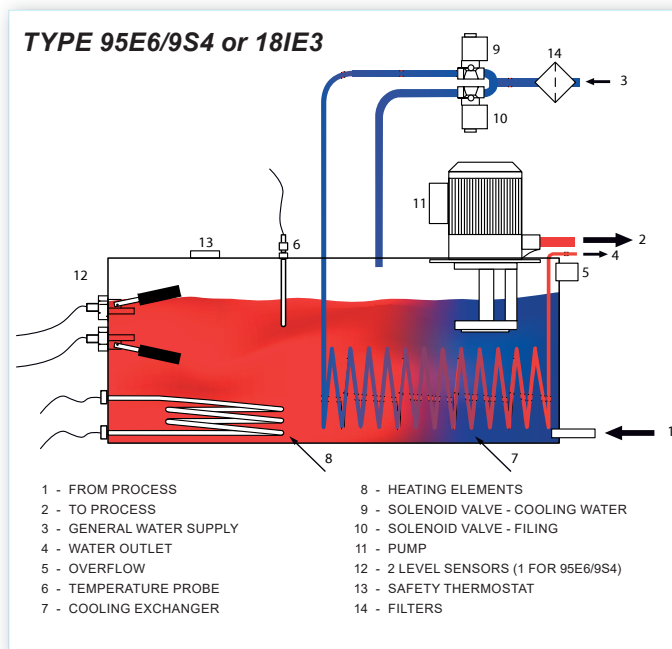 TYPE 95E6/9S4 or 18IE3
9
14
3
10
11
13
6
2
4
12
5
1
8
7
1 - FROM PROCESS
2 - TO PROCESS
3 - GENERAL WATER SUPPLY
4 - WATER OUTLET
5 - OVERFLOW
6 - TEMPERATURE PROBE
7 - COOLING EXCHANGER
8 - HEATING ELEMENTS
9 - SOLENOID VALVE - COOLING WATER
10 - SOLENOID VALVE - FILING
11 - PUMP
12 - 2 LEVEL SENSORS (1 FOR 95E6/9S4)
13 - SAFETY THERMOSTAT
14 - FILTERS